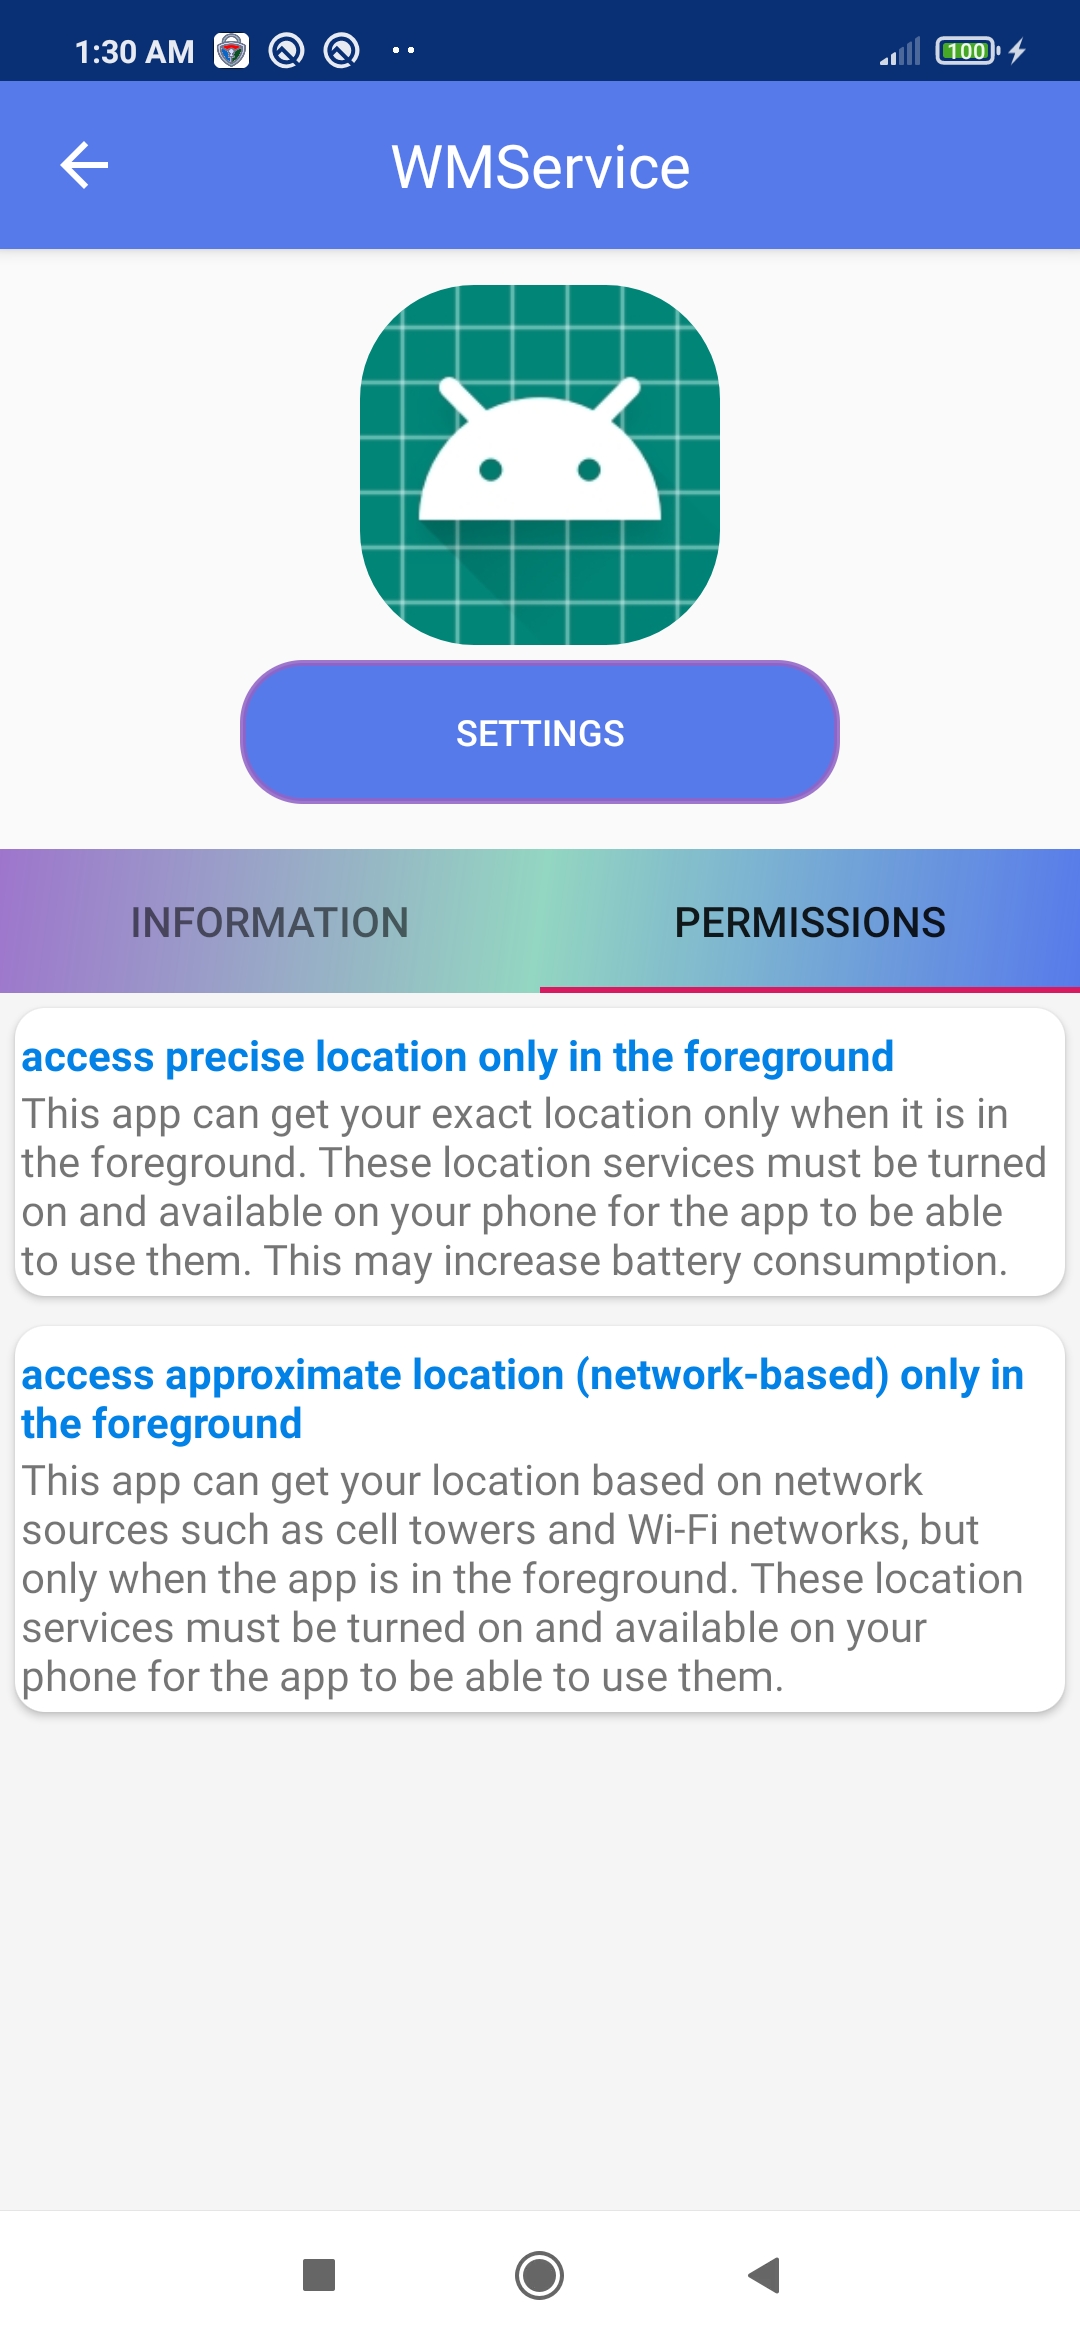 1:30 AM
100
WMService
SETTINGS
INFORMATION
PERMISSIONS
access precise location only in the foreground
This app can get your exact location only when it is in
the foreground. These location services must be turned
on and available on your phone for the app to be able
to use them. This may increase battery consumption.
access approximate location (network-based) only in
the foreground
This app can get your location based on network
sources such as cell towers and Wi-Fi networks, but
only when the app is in the foreground. These location
services must be turned on and available on your
phone for the app to be able to use them.